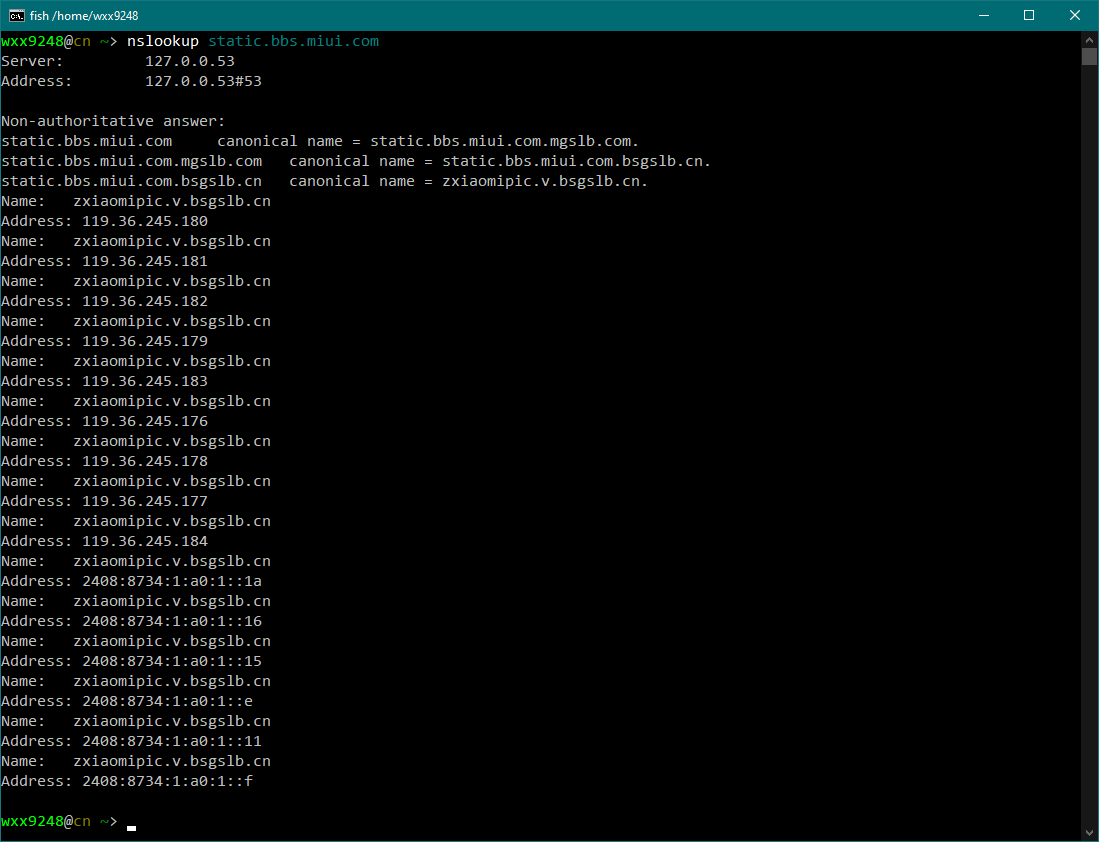 fish /home/wxx9248
wxx9248@cn ~> nslookup static.bbs.miui.com
Server:         127.0.0.53
Address:        127.0.0.53#53
Non-authoritative answer:
static.bbs.miui.com     canonical name = static.bbs.miui.com.mgslb.com.
static.bbs.miui.com.mgslb.com   canonical name = static.bbs.miui.com.bsgslb.cn.
static.bbs.miui.com.bsgslb.cn   canonical name = zxiaomipic.v.bsgslb.cn.
Name:   zxiaomipic.v.bsgslb.cn
Address: 119.36.245.180
Name:   zxiaomipic.v.bsgslb.cn
Address: 119.36.245.181
Name:   zxiaomipic.v.bsgslb.cn
Address: 119.36.245.182
Name:   zxiaomipic.v.bsgslb.cn
Address: 119.36.245.179
Name:   zxiaomipic.v.bsgslb.cn
Address: 119.36.245.183
Name:   zxiaomipic.v.bsgslb.cn
Address: 119.36.245.176
Name:   zxiaomipic.v.bsgslb.cn
Address: 119.36.245.178
Name:   zxiaomipic.v.bsgslb.cn
Address: 119.36.245.177
Name:   zxiaomipic.v.bsgslb.cn
Address: 119.36.245.184
Name:   zxiaomipic.v.bsgslb.cn
Address: 2408:8734:1:a0:1::1a
Name:   zxiaomipic.v.bsgslb.cn
Address: 2408:8734:1:a0:1::16
Name:   zxiaomipic.v.bsgslb.cn
Address: 2408:8734:1:a0:1::15
Name:   zxiaomipic.v.bsgslb.cn
Address: 2408:8734:1:a0:1::e
Name:   zxiaomipic.v.bsgslb.cn
Address: 2408:8734:1:a0:1::11
Name:   zxiaomipic.v.bsgslb.cn
Address: 2408:8734:1:a0:1::f
wxx9248@cn ~>